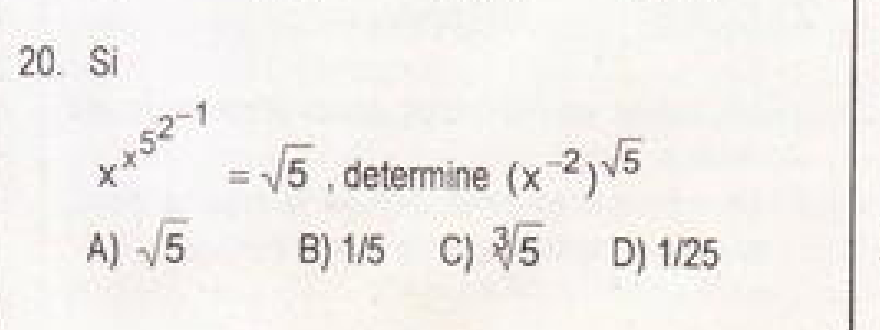 20. Si
x^{x^{5^{2^{-1}}}} = √5 , determine (x⁻²)^{√5}
A) √5 B) 1/5 C) ∛5 D) 1/25